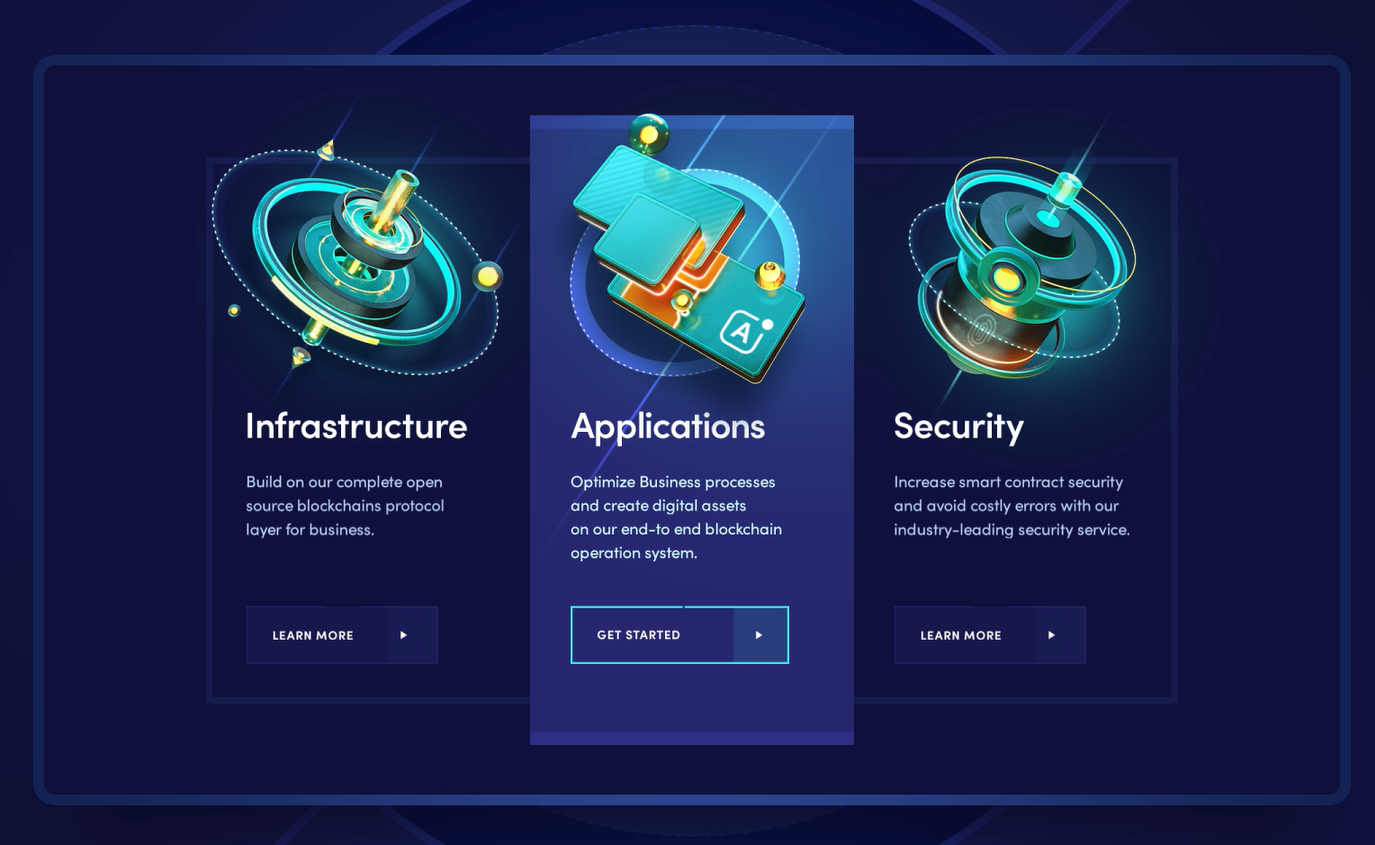 Infrastructure
Build on our complete open
source blockchains protocol
layer for business.
LEARN MORE
A
Applications
Optimize Business processes
and create digital assets
on our end-to end blockchain
operation system.
GET STARTED
Security
Increase smart contract security
and avoid costly errors with our
industry-leading security service.
LEARN MORE